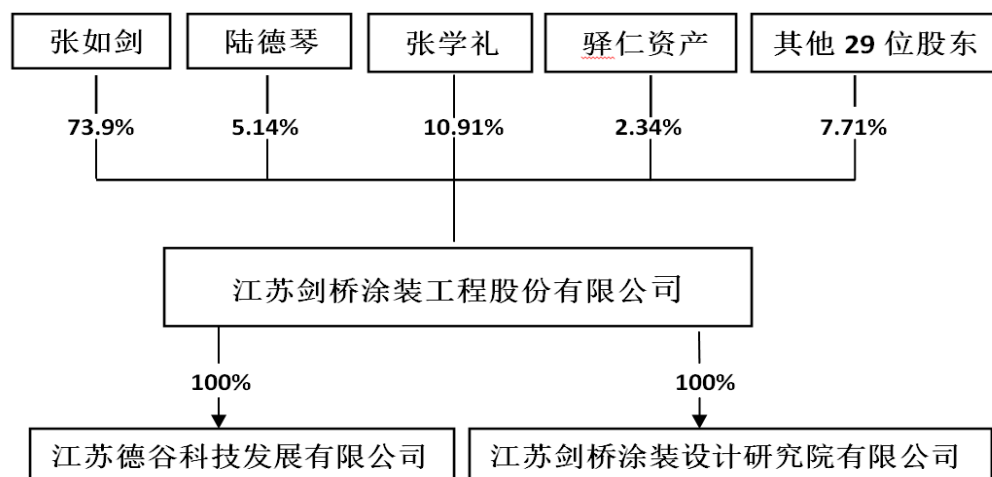 张如剑
陆德琴
张学礼
驿仁资产
其他 29 位股东
73.9%
5.14%
10.91%
2.34%
7.71%
江苏剑桥涂装工程股份有限公司
100%
100%
江苏德谷科技发展有限公司
江苏剑桥涂装设计研究院有限公司